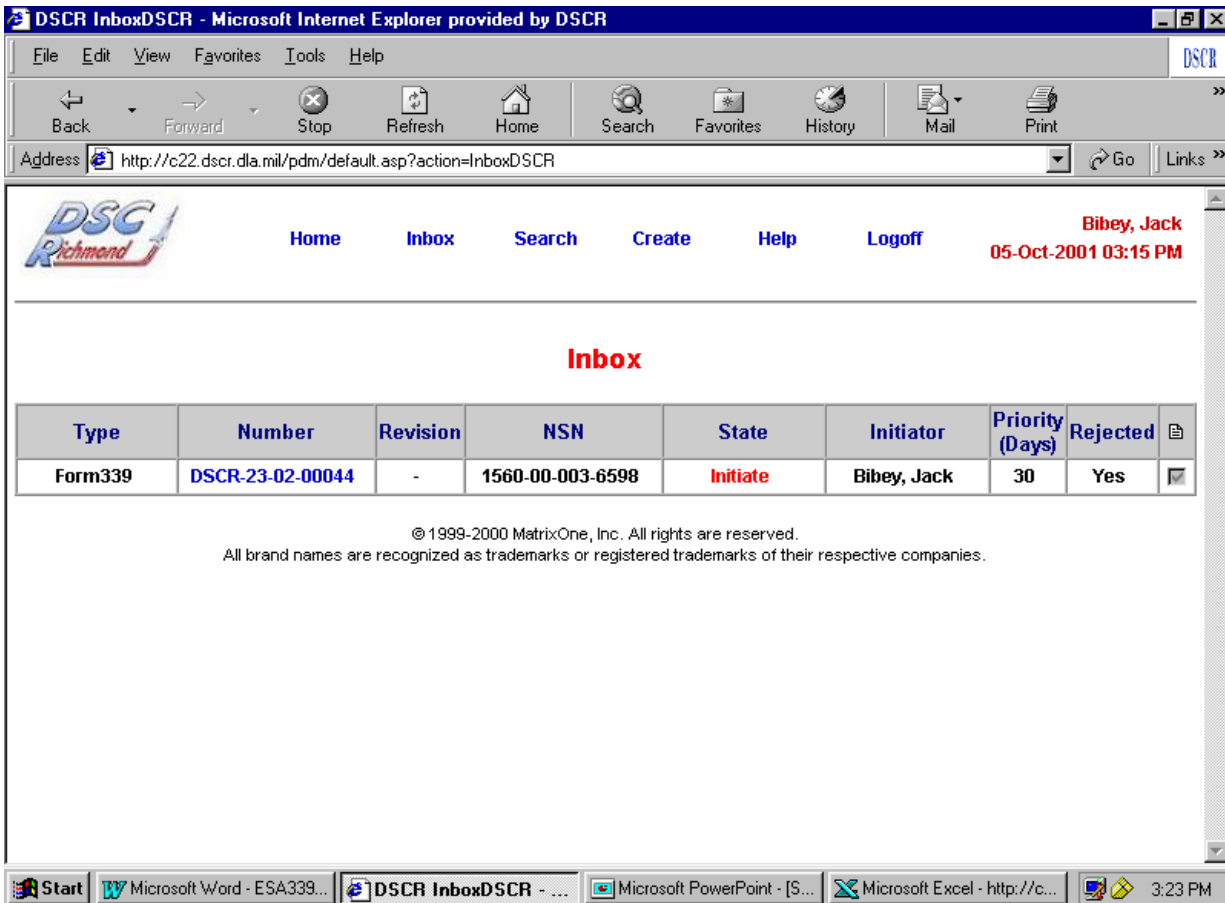 DSCR InboxDSCR - Microsoft Internet Explorer provided by DSCR
File Edit View Favorites Tools Help
DSCR
Back Forward Stop Refresh Home Search Favorites History Mail Print
Address http://c22.dscr.dla.mil/pdm/default.asp?action=InboxDSCR Go Links
DSC
Richmond
Home Inbox Search Create Help Logoff
Bibey, Jack
05-Oct-2001 03:15 PM
Inbox
Type Number Revision NSN State Initiator Priority (Days) Rejected
Form339 DSCR-23-02-00044 - 1560-00-003-6598 Initiate Bibey, Jack 30 Yes
© 1999-2000 MatrixOne, Inc. All rights are reserved.
All brand names are recognized as trademarks or registered trademarks of their respective companies.
Start Microsoft Word - ESA339... DSCR InboxDSCR - ... Microsoft PowerPoint - [S... Microsoft Excel - http://c... 3:23 PM